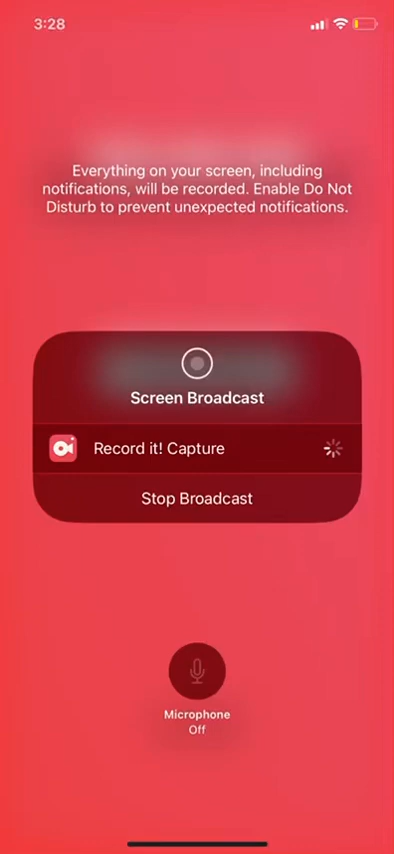 3:28
Everything on your screen, including
notifications, will be recorded. Enable Do Not
Disturb to prevent unexpected notifications.
Screen Broadcast
Record it! Capture
Stop Broadcast
Microphone
Off